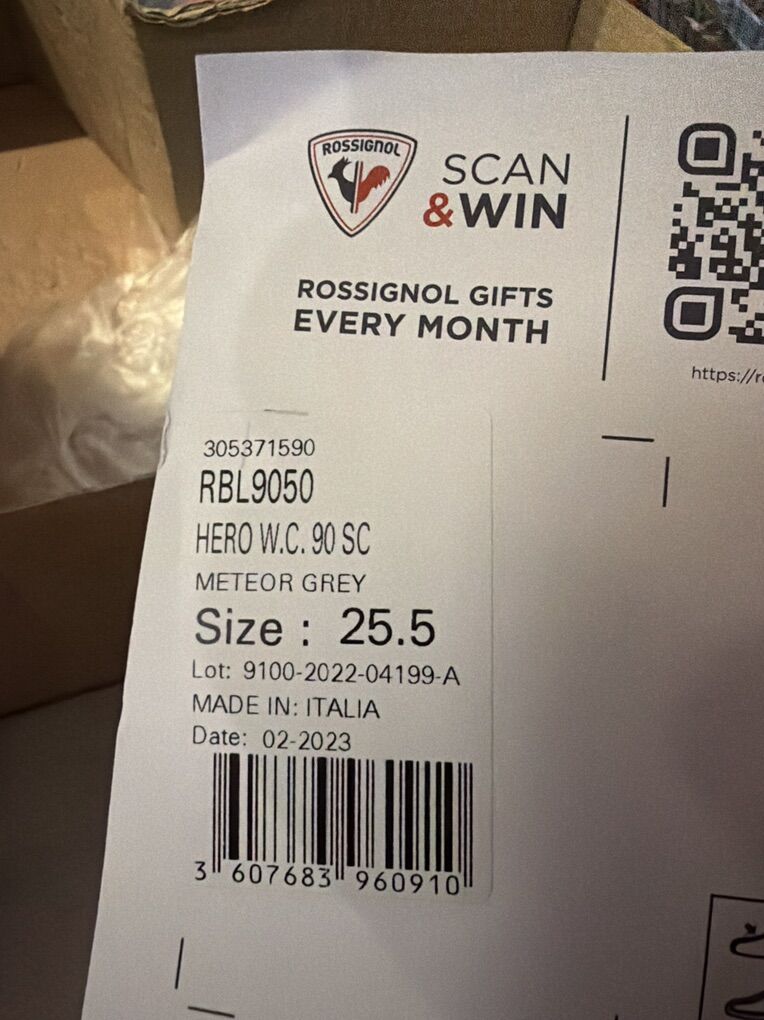 ROSSIGNOL
SCAN
&WIN
ROSSIGNOL GIFTS
EVERY MONTH
https://r
305371590
RBL9050
HERO W.C. 90 SC
METEOR GREY
Size : 25.5
Lot: 9100-2022-04199-A
MADE IN: ITALIA
Date: 02-2023
3 607683 960910